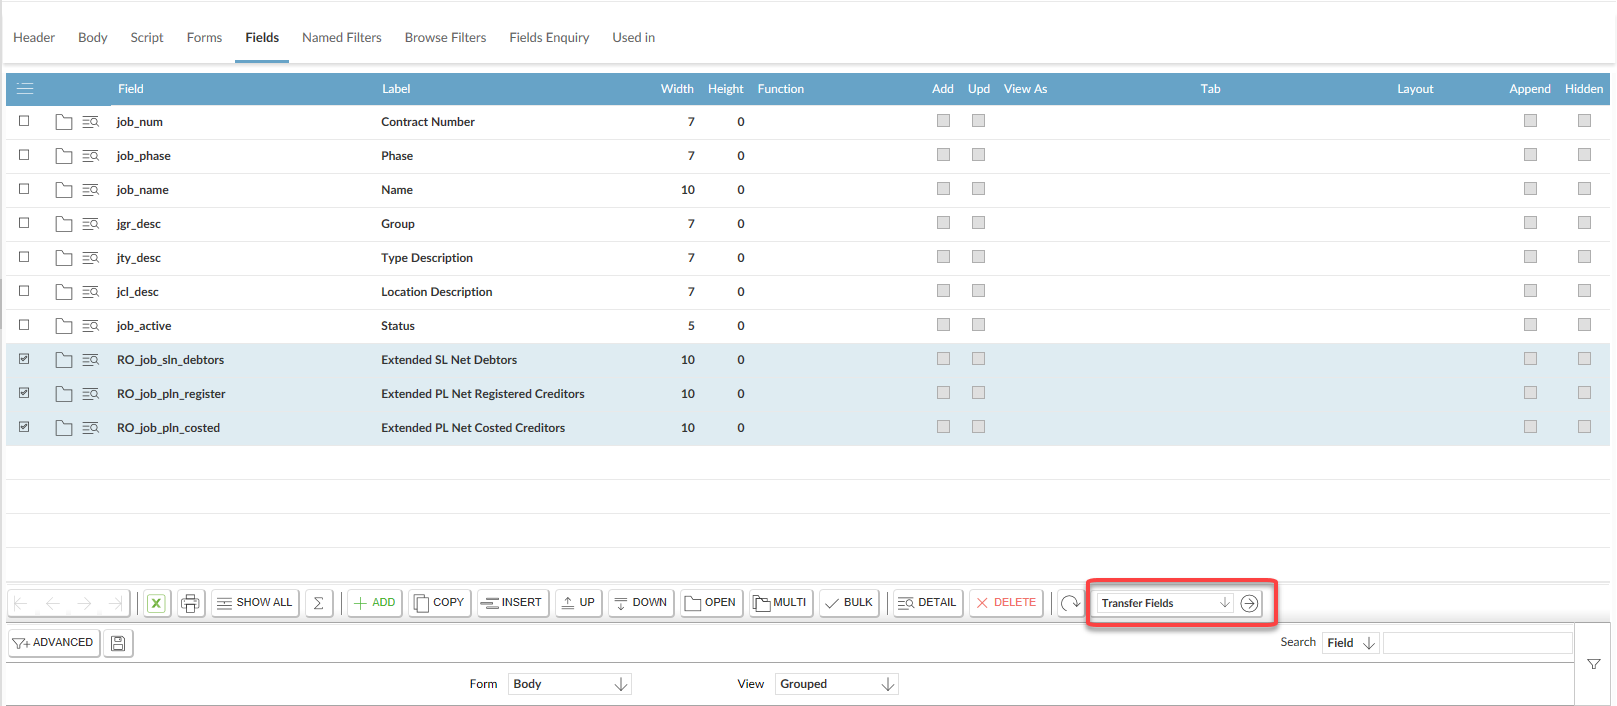 Header Body Script Forms Fields Named Filters Browse Filters Fields Enquiry Used in
Field Label Width Height Function Add Upd View As Tab Layout Append Hidden
job_num Contract Number 7 0
job_phase Phase 7 0
job_name Name 10 0
jgr_desc Group 7 0
jty_desc Type Description 7 0
jcl_desc Location Description 7 0
job_active Status 5 0
RO_job_sln_debtors Extended SL Net Debtors 10 0
RO_job_pln_register Extended PL Net Registered Creditors 10 0
RO_job_pln_costed Extended PL Net Costed Creditors 10 0
SHOW ALL ADD COPY INSERT UP DOWN OPEN MULTI BULK DETAIL DELETE Transfer Fields
ADVANCED Search Field
Form Body View Grouped